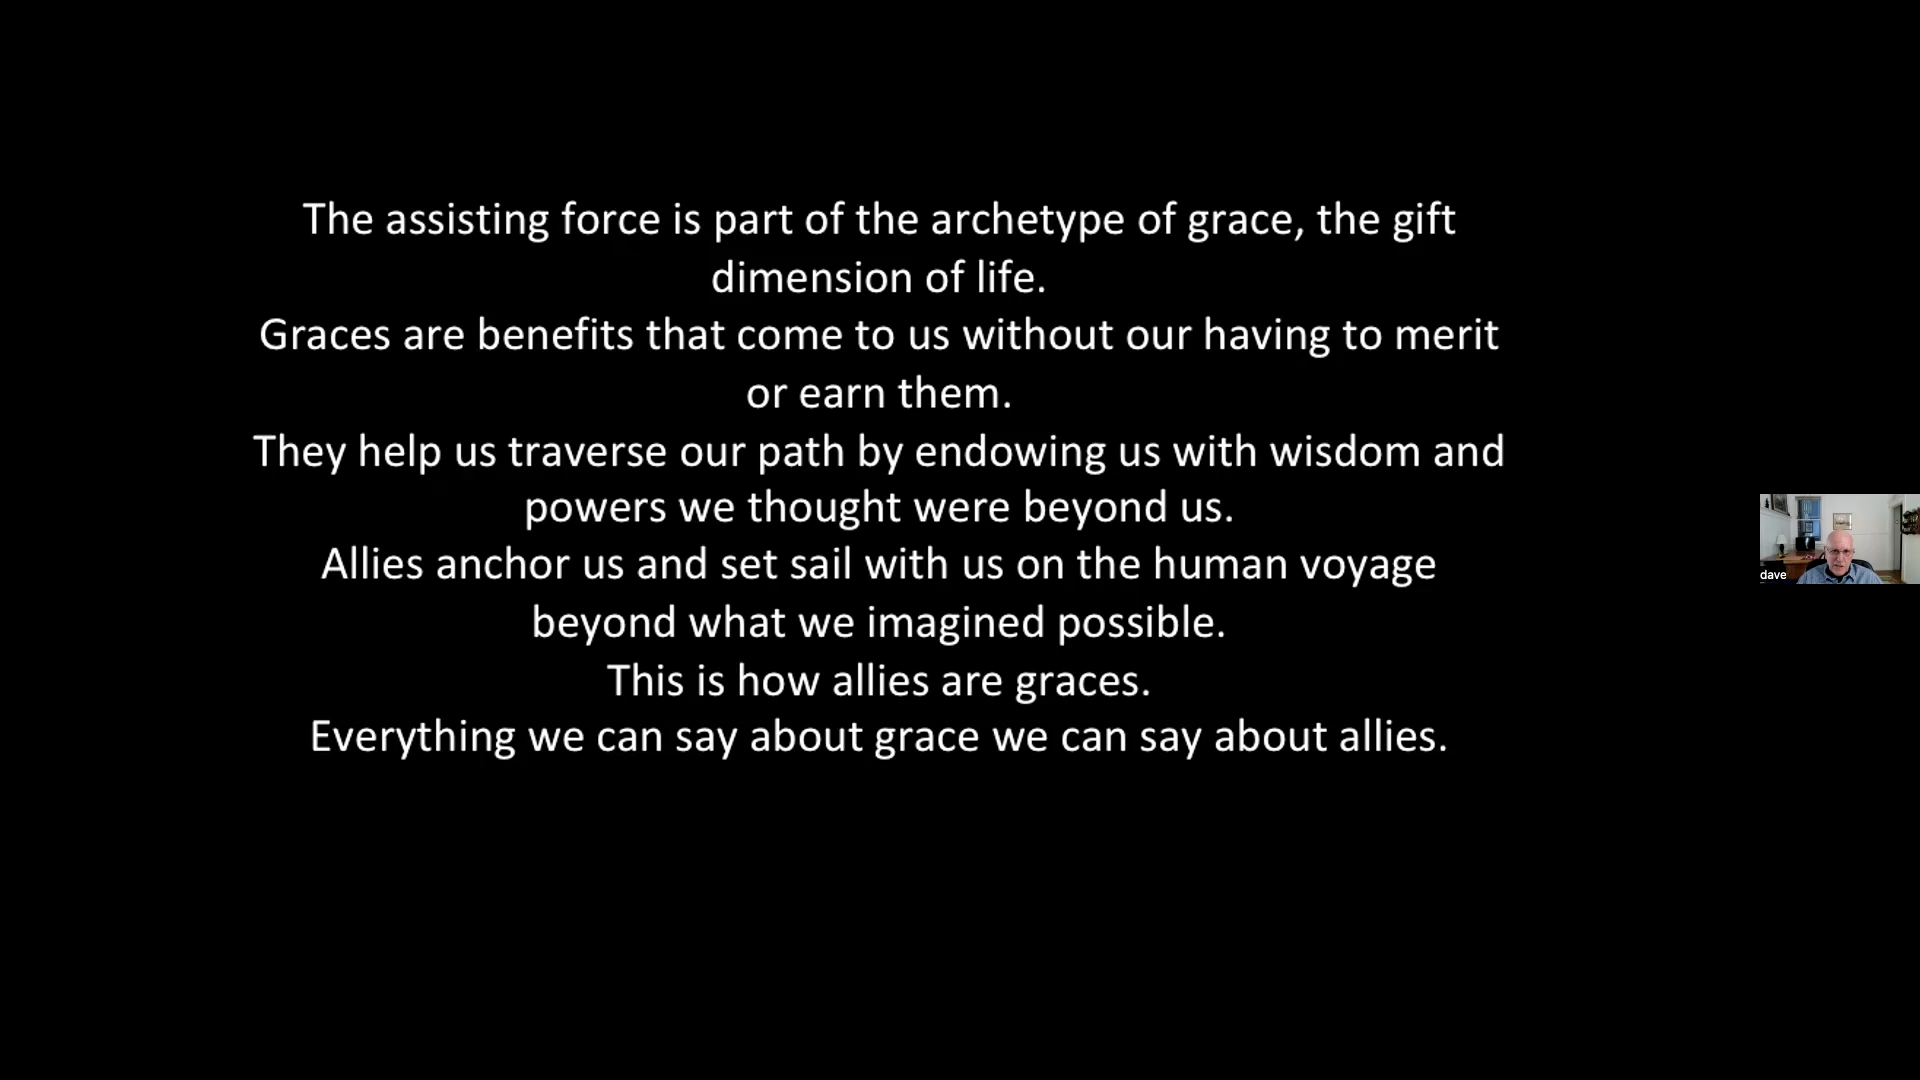 The assisting force is part of the archetype of grace, the gift
dimension of life.
Graces are benefits that come to us without our having to merit
or earn them.
They help us traverse our path by endowing us with wisdom and
powers we thought were beyond us.
Allies anchor us and set sail with us on the human voyage
beyond what we imagined possible.
This is how allies are graces.
Everything we can say about grace we can say about allies.
dave